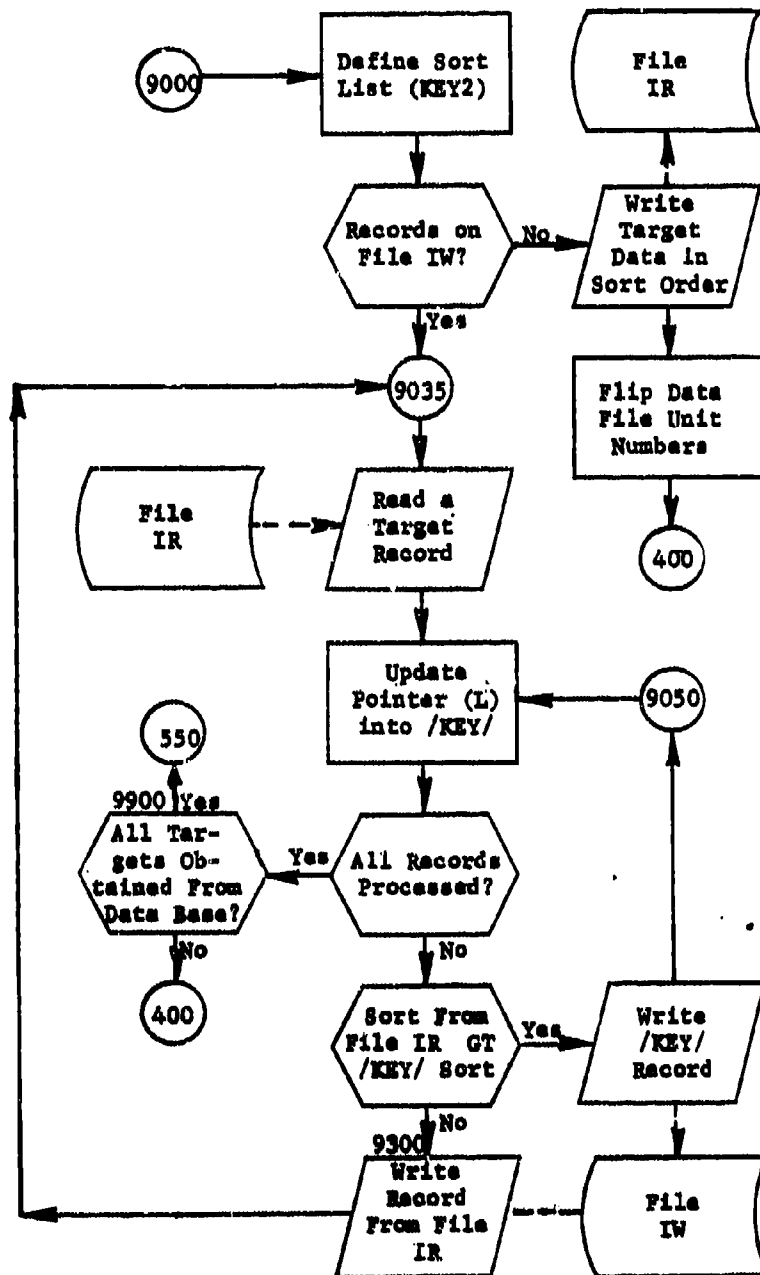 9000
Define Sort
List (KEY2)
File
IR
Records on
File IW?
No
Write
Target
Data in
Sort Order
Yes
9035
Flip Data
File Unit
Numbers
File
IR
Read a
Target
Record
400
Update
Pointer (L)
into /KEY/
9050
550
9900 Yes
All Tar-
gets Ob-
tained From
Data Base?
Yes
All Records
Processed?
No
400
No
Sort From
File IR GT
/KEY/ Sort
Yes
Write
/KEY/
Record
No
9300
Write
Record
From File
IR
File
IW